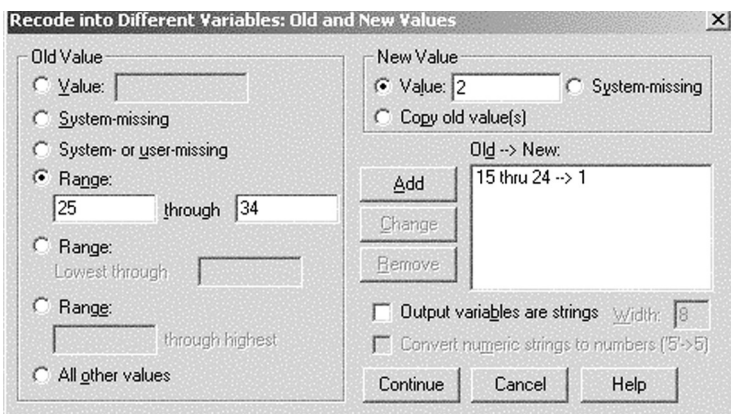 Recode into Different Variables: Old and New Values
Old Value
Value:
System-missing
System- or user-missing
Range:
25 through 34
Range:
Lowest through
Range:
through highest
All other values
New Value
Value: 2 System-missing
Copy old value(s)
Old --> New:
Add
Change
Remove
15 thru 24 --> 1
Output variables are strings Width: 8
Convert numeric strings to numbers ('5'->5)
Continue Cancel Help